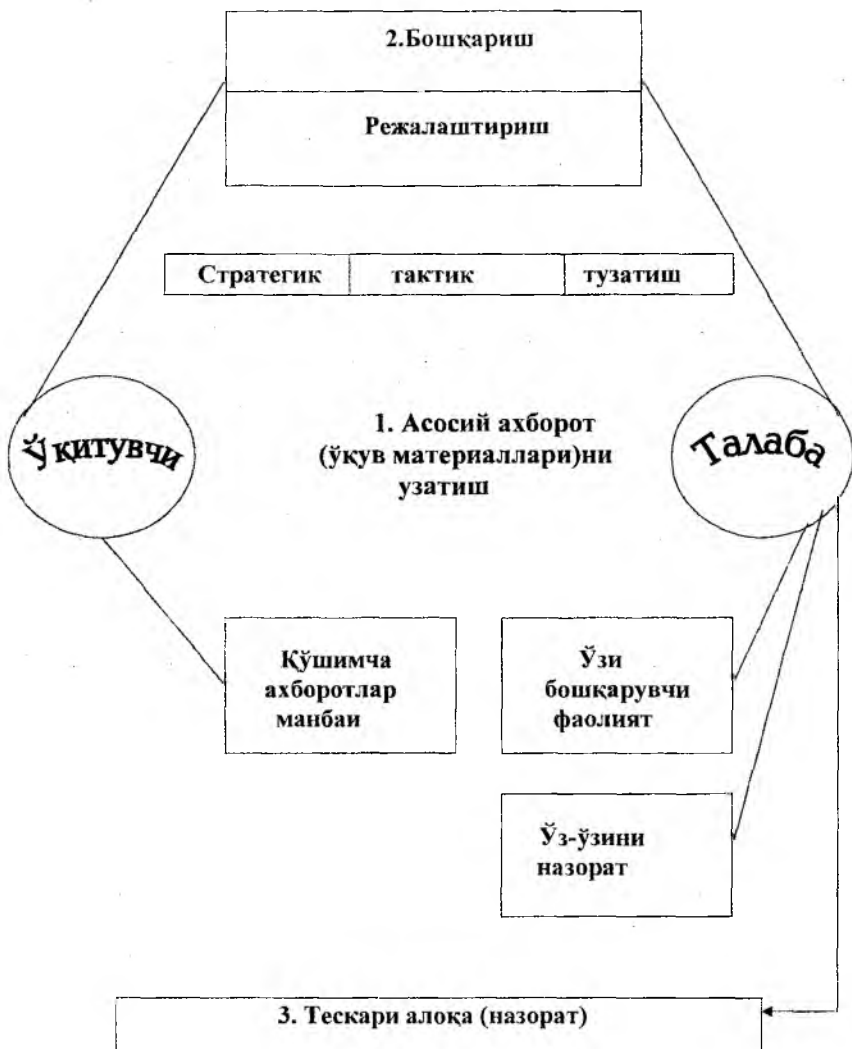 2.Бошқариш
Режалаштириш
Стратегик тактик тузатиш
Ўқитувчи
1. Асосий ахборот
(ўқув материаллари)ни
узатиш
Талаба
Қўшимча
ахборотлар
манбаи
Ўзи
бошқарувчи
фаолият
Ўз-ўзини
назорат
3. Тескари алоқа (назорат)